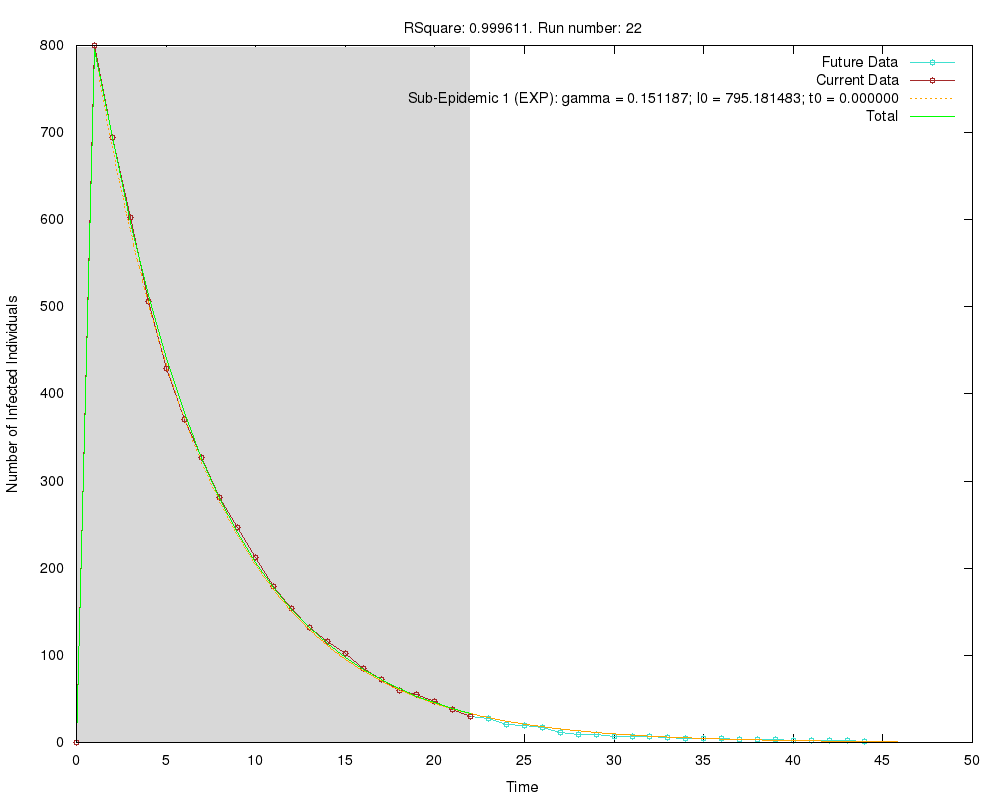 RSquare: 0.999611. Run number: 22
Future Data
Current Data
Sub-Epidemic 1 (EXP): gamma = 0.151187; I0 = 795.181483; t0 = 0.000000
Total
800
700
600
500
400
300
200
100
0
Number of Infected Individuals
0 5 10 15 20 25 30 35 40 45 50
Time